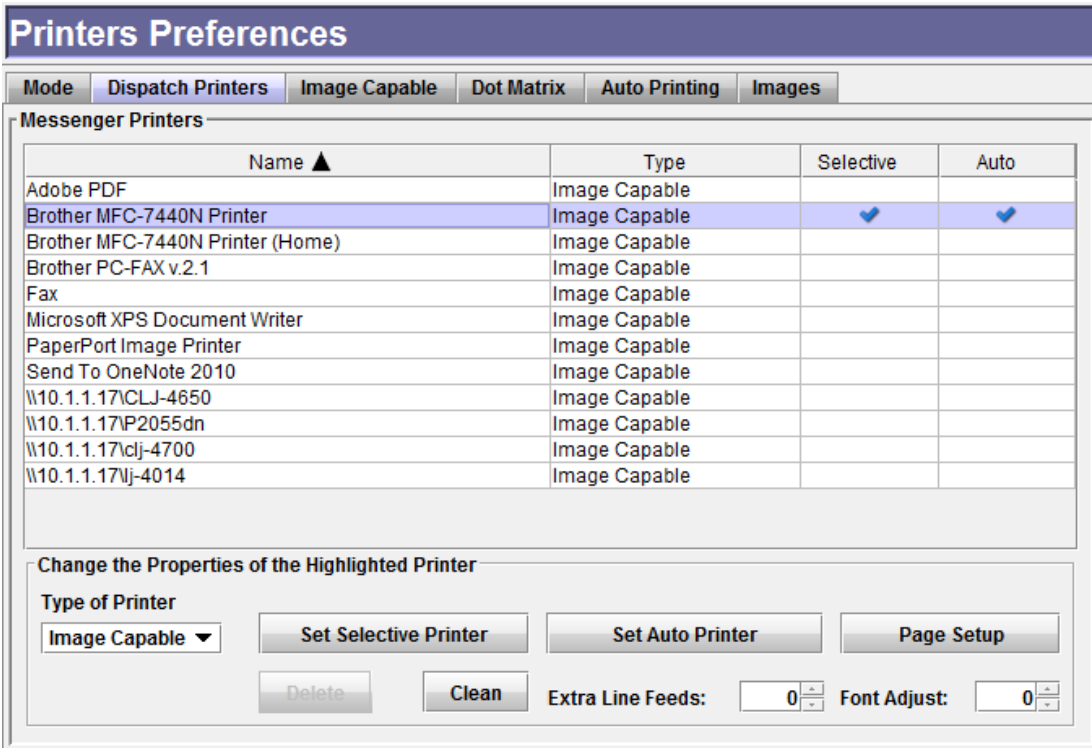 Printers Preferences
Mode Dispatch Printers Image Capable Dot Matrix Auto Printing Images
Messenger Printers
Name ▲ Type Selective Auto
Adobe PDF Image Capable
Brother MFC-7440N Printer Image Capable
Brother MFC-7440N Printer (Home) Image Capable
Brother PC-FAX v.2.1 Image Capable
Fax Image Capable
Microsoft XPS Document Writer Image Capable
PaperPort Image Printer Image Capable
Send To OneNote 2010 Image Capable
\\10.1.1.17\CLJ-4650 Image Capable
\\10.1.1.17\P2055dn Image Capable
\\10.1.1.17\clj-4700 Image Capable
\\10.1.1.17\lj-4014 Image Capable
Change the Properties of the Highlighted Printer
Type of Printer
Image Capable Set Selective Printer Set Auto Printer Page Setup
Delete Clean Extra Line Feeds: 0 Font Adjust: 0